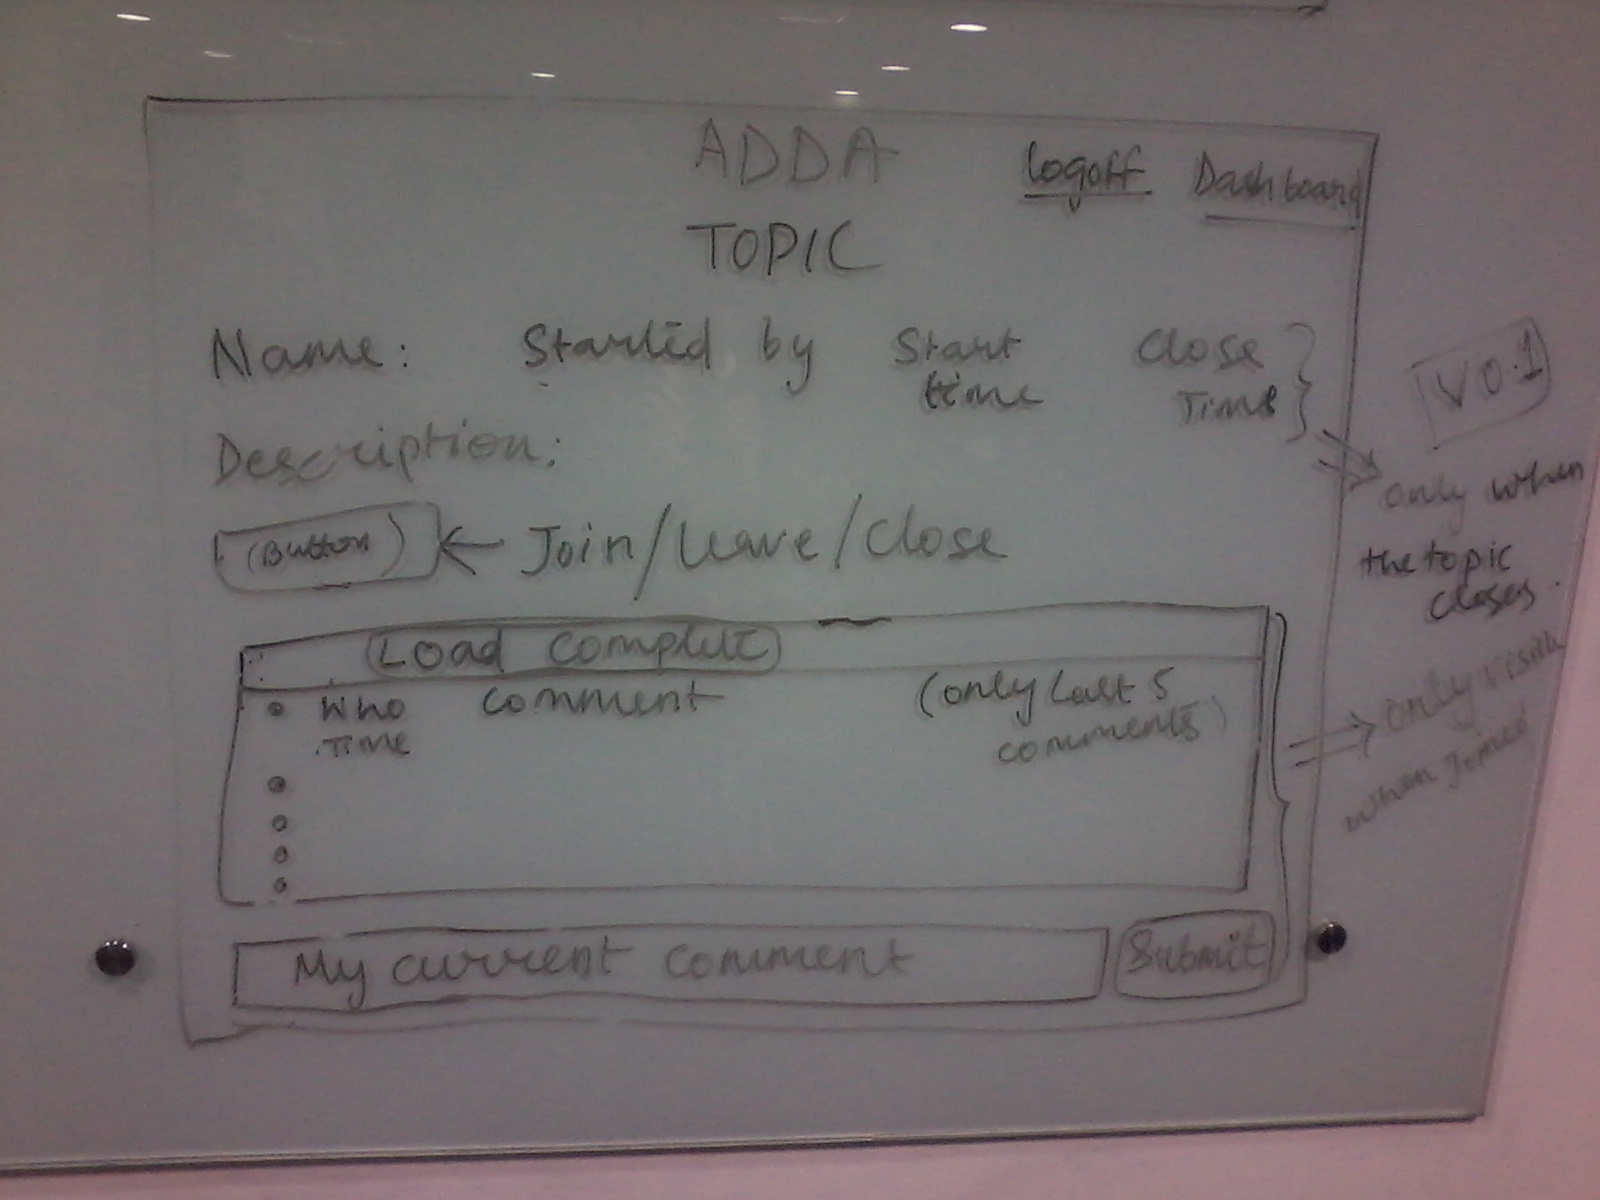 ADDA
logoff Dashboard
TOPIC
Name: Started by Start time Close Time
V0.1
Description:
only when
the topic
closes.
(Button) ← Join/Leave/Close
Load complete
Who Time comment (only last 5 comments)
only visible
when Joined
My current comment Submit